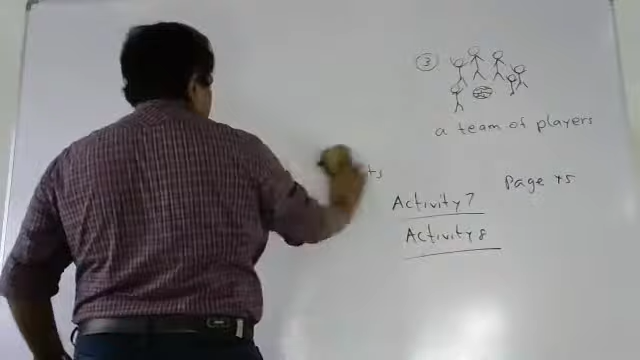 3
a team of players
Activity 7
Page 45
Activity 8